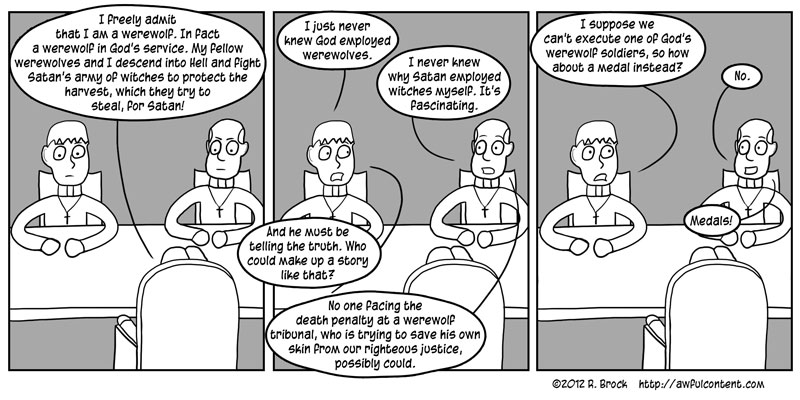 I freely admit
that I am a werewolf. In fact
a werewolf in God's service. My fellow
werewolves and I descend into Hell and fight
Satan's army of witches to protect the
harvest, which they try to
steal, for Satan!
I just never
knew God employed
werewolves.
I never knew
why Satan employed
witches myself. It's
fascinating.
And he must be
telling the truth. Who
could make up a story
like that?
No one facing the
death penalty at a werewolf
tribunal, who is trying to save his own
skin from our righteous justice,
possibly could.
I suppose we
can't execute one of God's
werewolf soldiers, so how
about a medal instead?
No.
Medals!
©2012 R. Brock http://awfulcontent.com